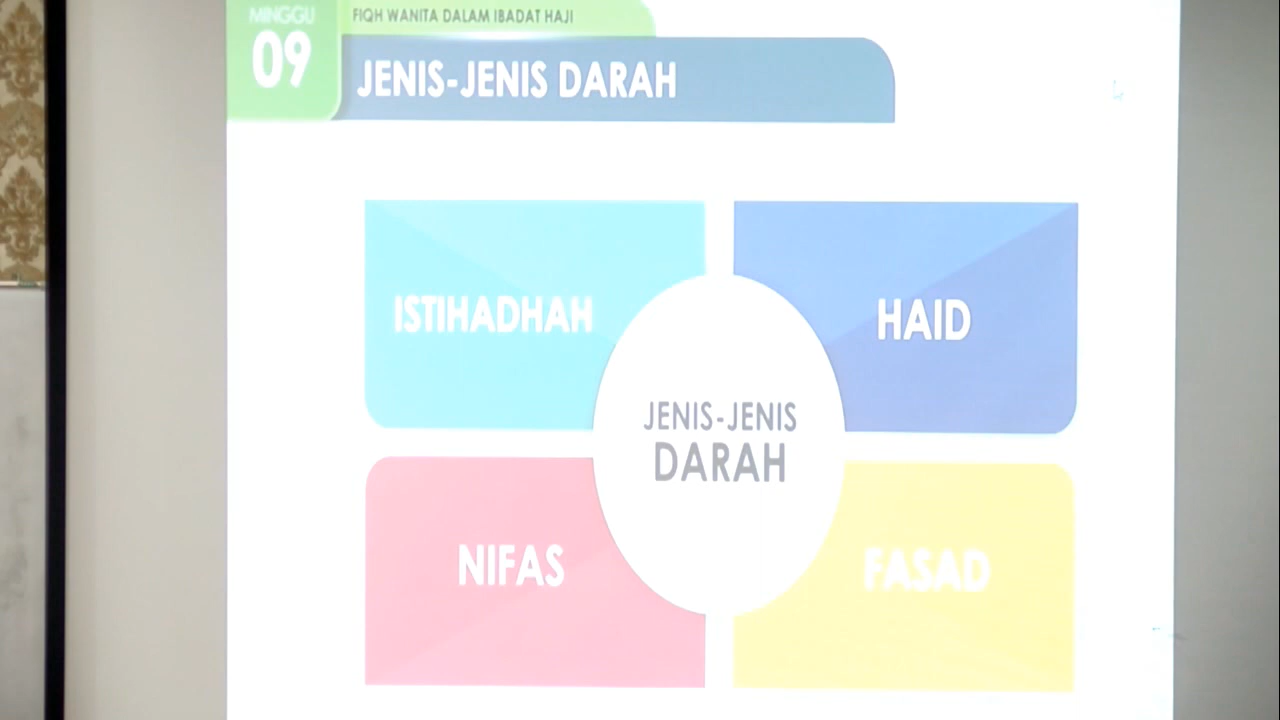 MINGGU
09
FIQH WANITA DALAM IBADAT HAJI
JENIS-JENIS DARAH
ISTIHADHAH
HAID
JENIS-JENIS
DARAH
NIFAS
FASAD